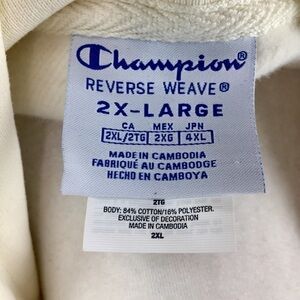 Champion®
REVERSE WEAVE®
2X-LARGE
CA MEX JPN
2XL/2TG 2XG 4XL
MADE IN CAMBODIA
FABRIQUÉ AU CAMBODGE
HECHO EN CAMBOYA
2TG
BODY: 84% COTTON/16% POLYESTER.
EXCLUSIVE OF DECORATION
MADE IN CAMBODIA
2XL